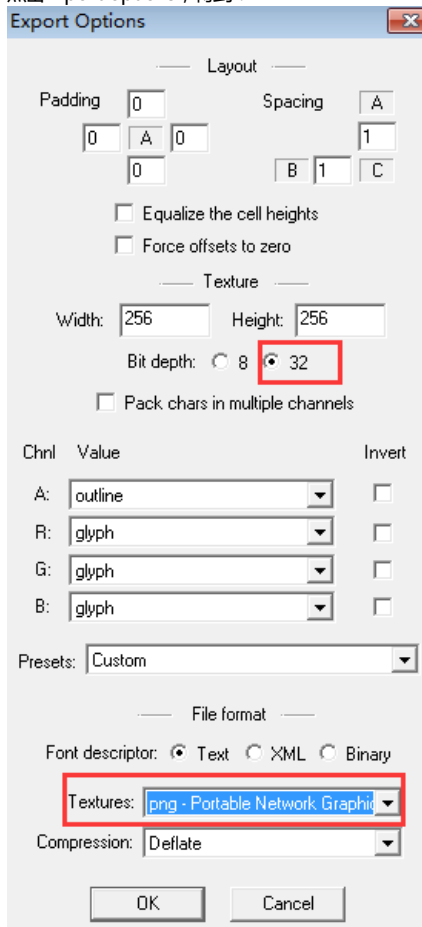 Export Options
Layout
Padding 0 Spacing A
0 A 0 1
0 B 1 C
Equalize the cell heights
Force offsets to zero
Texture
Width: 256 Height: 256
Bit depth: 8 32
Pack chars in multiple channels
Chnl Value Invert
A: outline
R: glyph
G: glyph
B: glyph
Presets: Custom
File format
Font descriptor: Text XML Binary
Textures: png - Portable Network Graphic
Compression: Deflate
OK Cancel